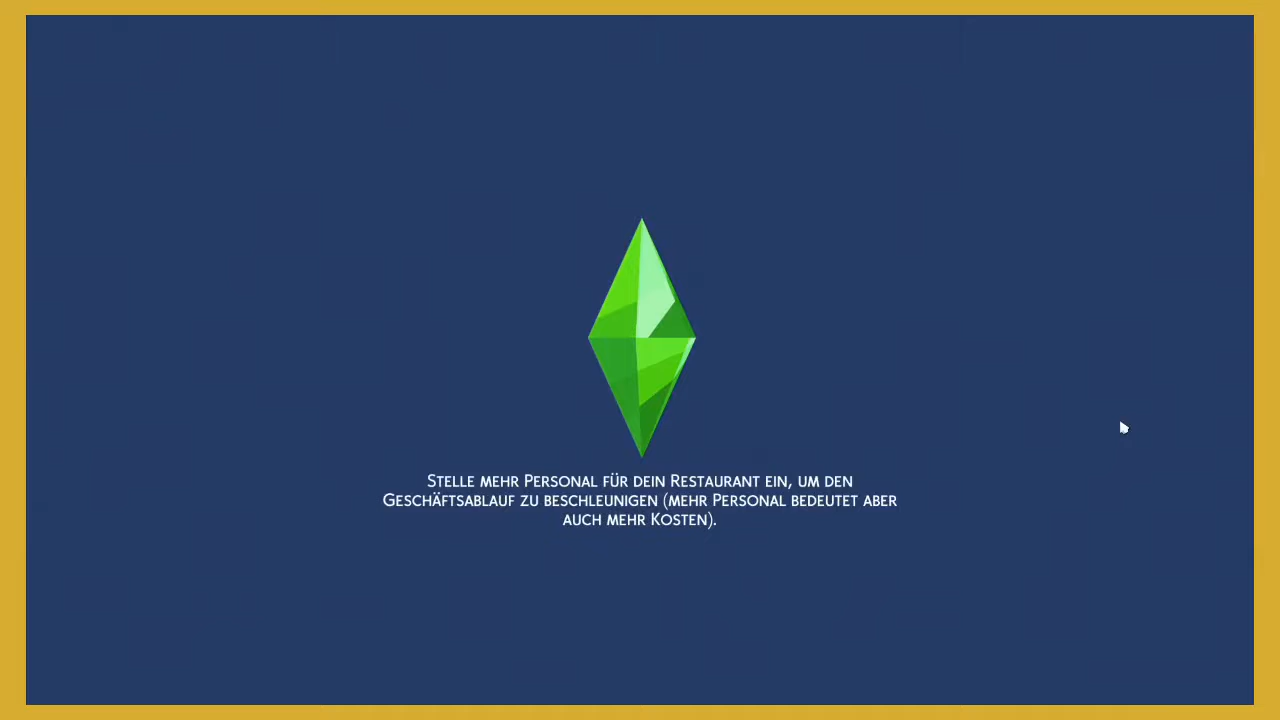 Stelle mehr Personal für dein Restaurant ein, um den
Geschäftsablauf zu beschleunigen (mehr Personal bedeutet aber
auch mehr Kosten).